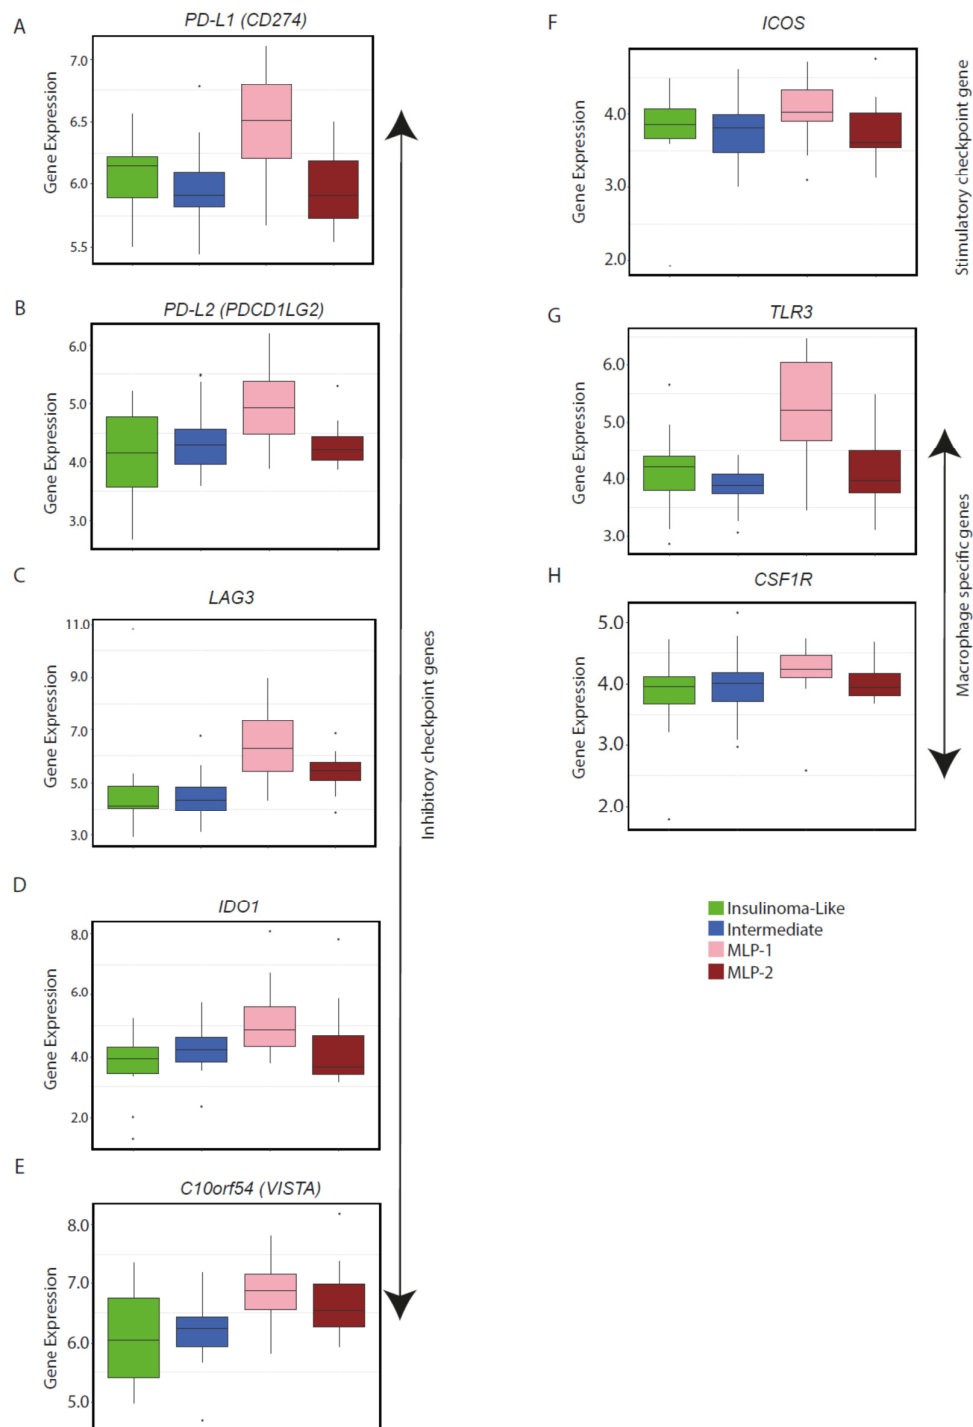 A
PD-L1 (CD274)
Gene Expression
7.0
6.5
6.0
5.5
B
PD-L2 (PDCD1LG2)
Gene Expression
6.0
5.0
4.0
3.0
C
LAG3
Gene Expression
11.0
9.0
7.0
5.0
3.0
D
IDO1
Gene Expression
8.0
6.0
4.0
2.0
E
C10orf54 (VISTA)
Gene Expression
8.0
7.0
6.0
5.0
Inhibitory checkpoint genes
F
ICOS
Gene Expression
4.0
3.0
2.0
Stimulatory checkpoint gene
G
TLR3
Gene Expression
6.0
5.0
4.0
3.0
H
CSF1R
Gene Expression
5.0
4.0
3.0
2.0
Macrophage specific genes
Insulinoma-Like
Intermediate
MLP-1
MLP-2